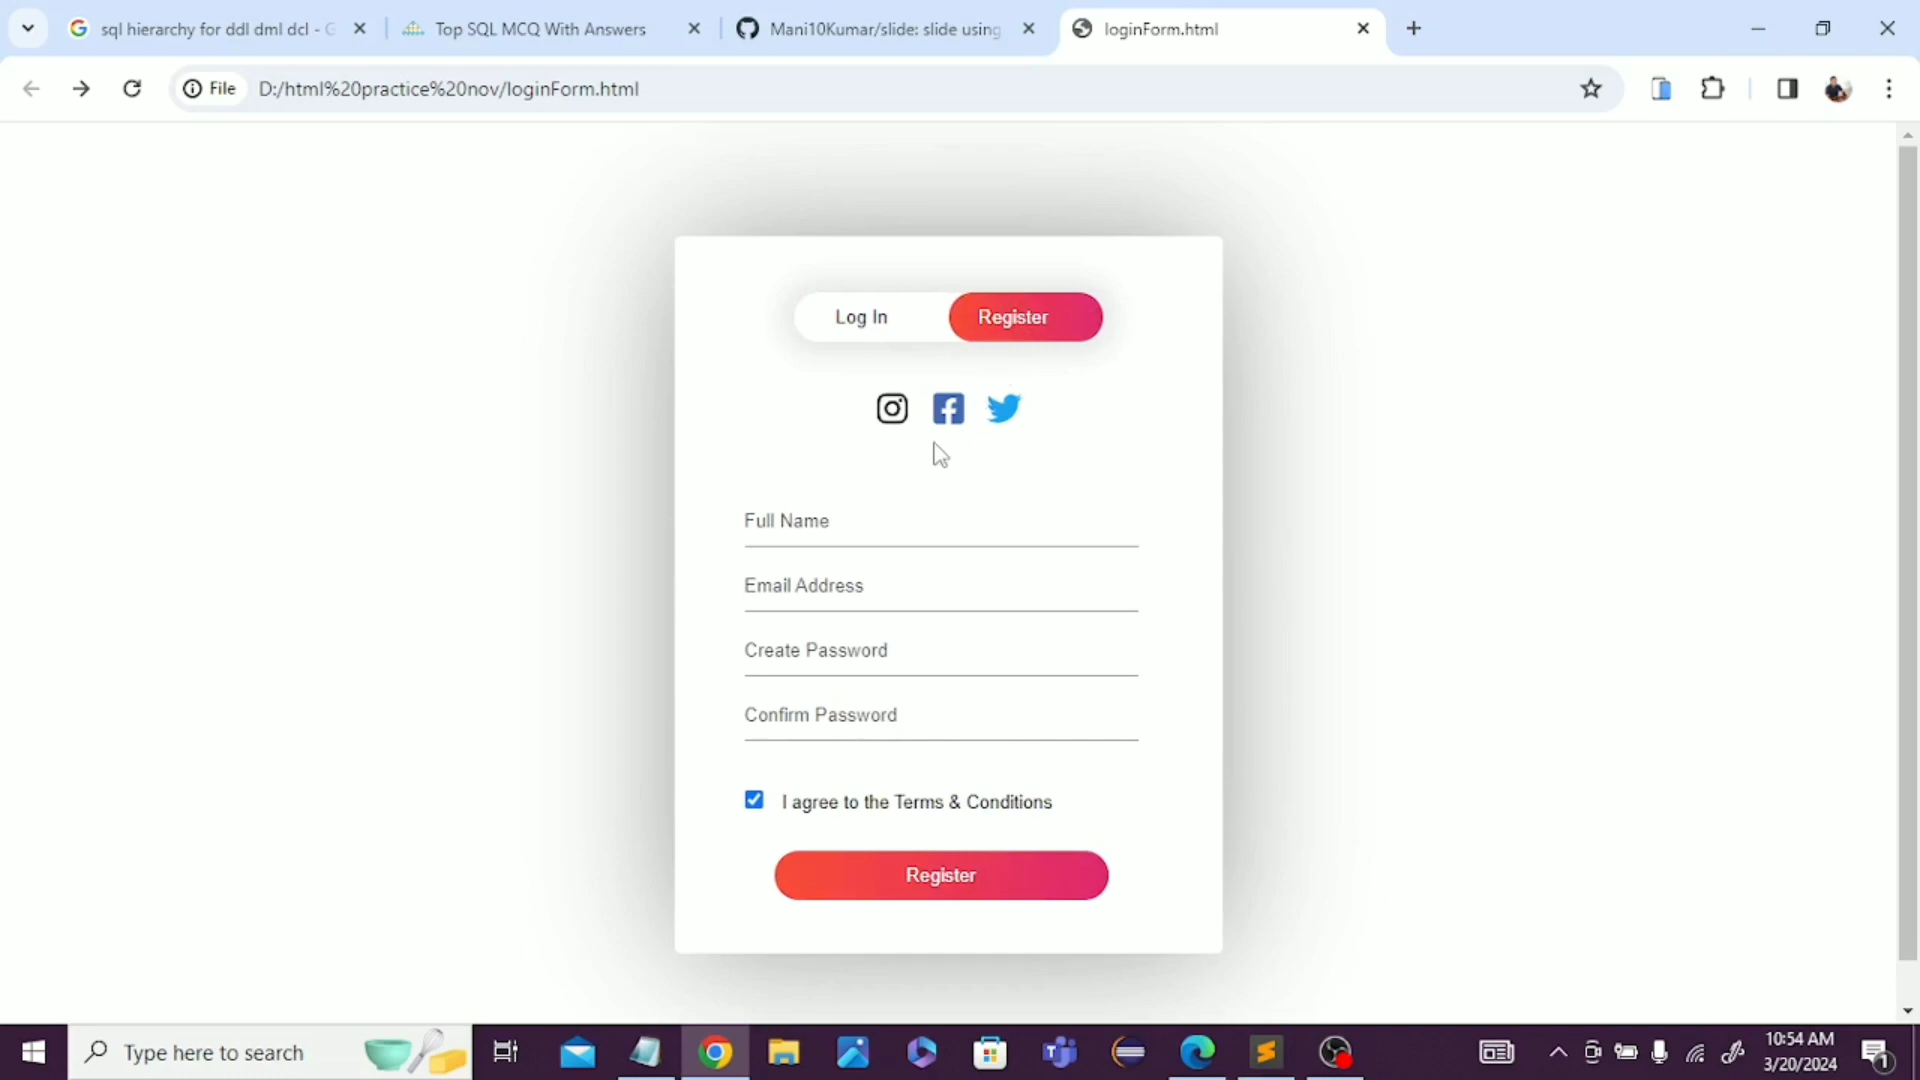 sql hierarchy for ddl dml dcl - G
Top SQL MCQ With Answers
Mani10Kumar/slide: slide using
loginForm.html
File
D:/html%20practice%20nov/loginForm.html
Log In
Register
Full Name
Email Address
Create Password
Confirm Password
I agree to the Terms & Conditions
Register
Type here to search
10:54 AM
3/20/2024
1